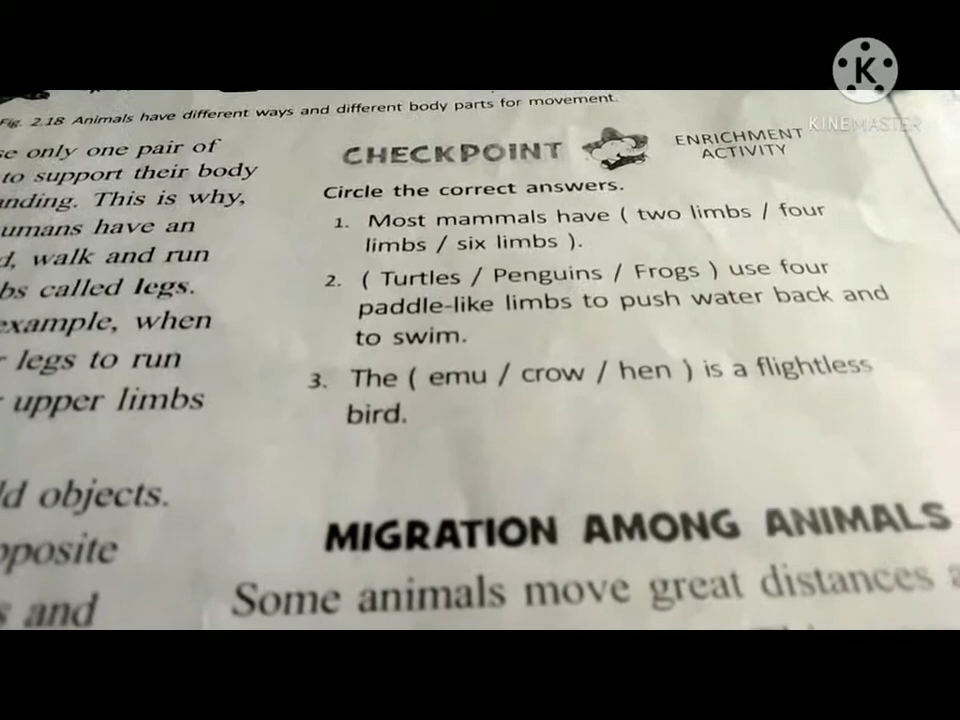 K
KINEMASTER
Fig. 2.18 Animals have different ways and different body parts for movement.
se only one pair of
to support their body
anding. This is why,
umans have an
d, walk and run
bs called legs.
example, when
r legs to run
r upper limbs
ld objects.
pposite
s and
CHECKPOINT
ENRICHMENT
ACTIVITY
Circle the correct answers.
1. Most mammals have ( two limbs / four
limbs / six limbs ).
2. ( Turtles / Penguins / Frogs ) use four
paddle-like limbs to push water back and
to swim.
3. The ( emu / crow / hen ) is a flightless
bird.
MIGRATION AMONG ANIMALS
Some animals move great distances a